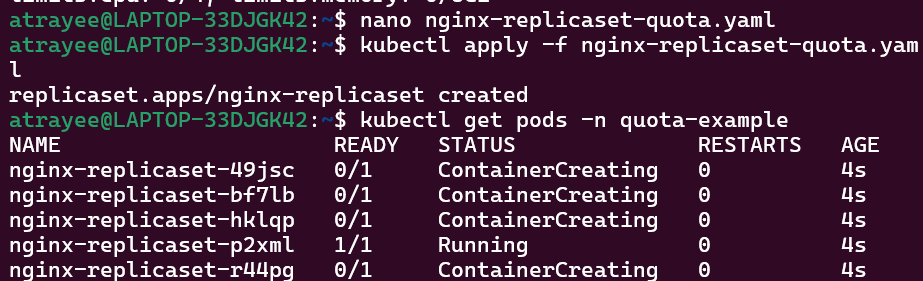 atrayee@LAPTOP-33DJGK42:~$ nano nginx-replicaset-quota.yaml
atrayee@LAPTOP-33DJGK42:~$ kubectl apply -f nginx-replicaset-quota.yam
l
replicaset.apps/nginx-replicaset created
atrayee@LAPTOP-33DJGK42:~$ kubectl get pods -n quota-example
NAME READY STATUS RESTARTS AGE
nginx-replicaset-49jsc 0/1 ContainerCreating 0 4s
nginx-replicaset-bf7lb 0/1 ContainerCreating 0 4s
nginx-replicaset-hklqp 0/1 ContainerCreating 0 4s
nginx-replicaset-p2xml 1/1 Running 0 4s
nginx-replicaset-r44pg 0/1 ContainerCreating 0 4s